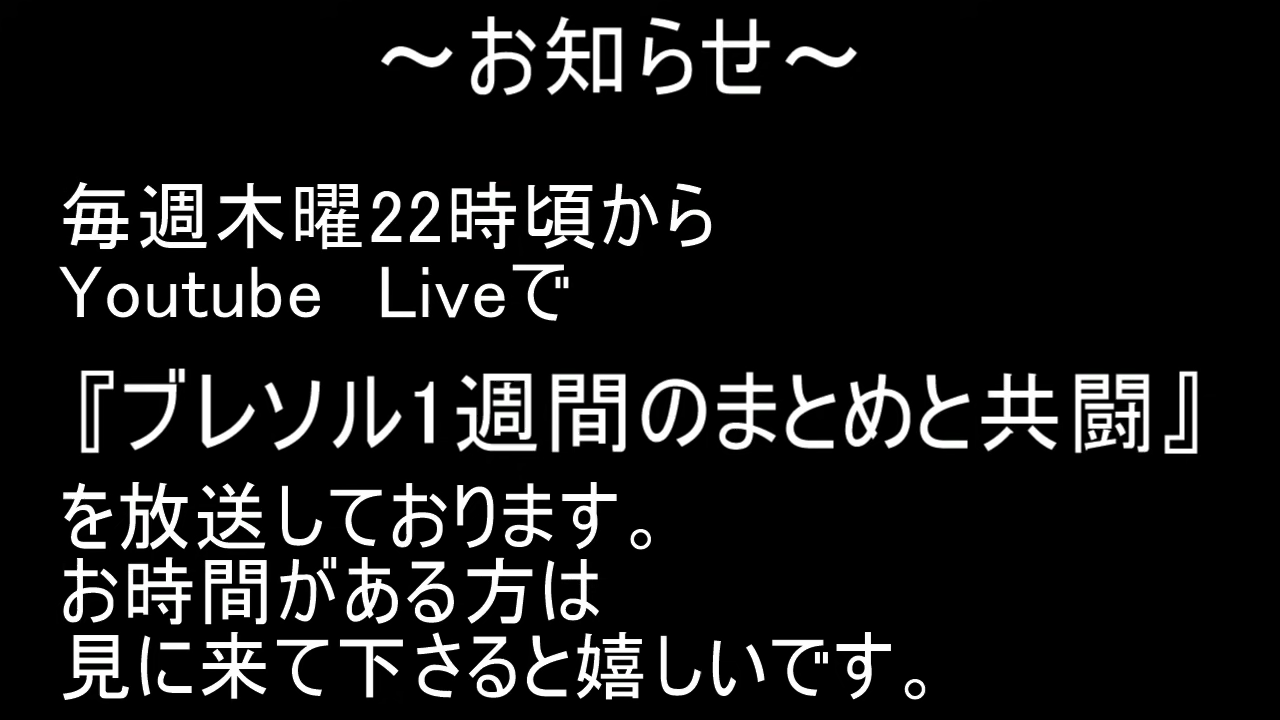 ～お知らせ～
毎週木曜22時頃から
Youtube　Liveで
『ブレソル1週間のまとめと共闘』
を放送しております。
お時間がある方は
見に来て下さると嬉しいです。